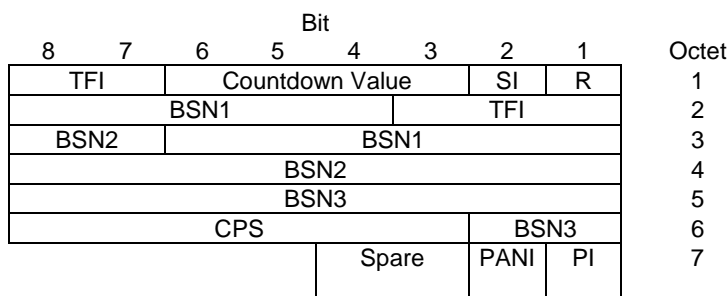 Bit
8 7 6 5 4 3 2 1 Octet
TFI Countdown Value SI R 1
BSN1 TFI 2
BSN2 BSN1 3
BSN2 4
BSN3 5
CPS BSN3 6
Spare PANI PI 7